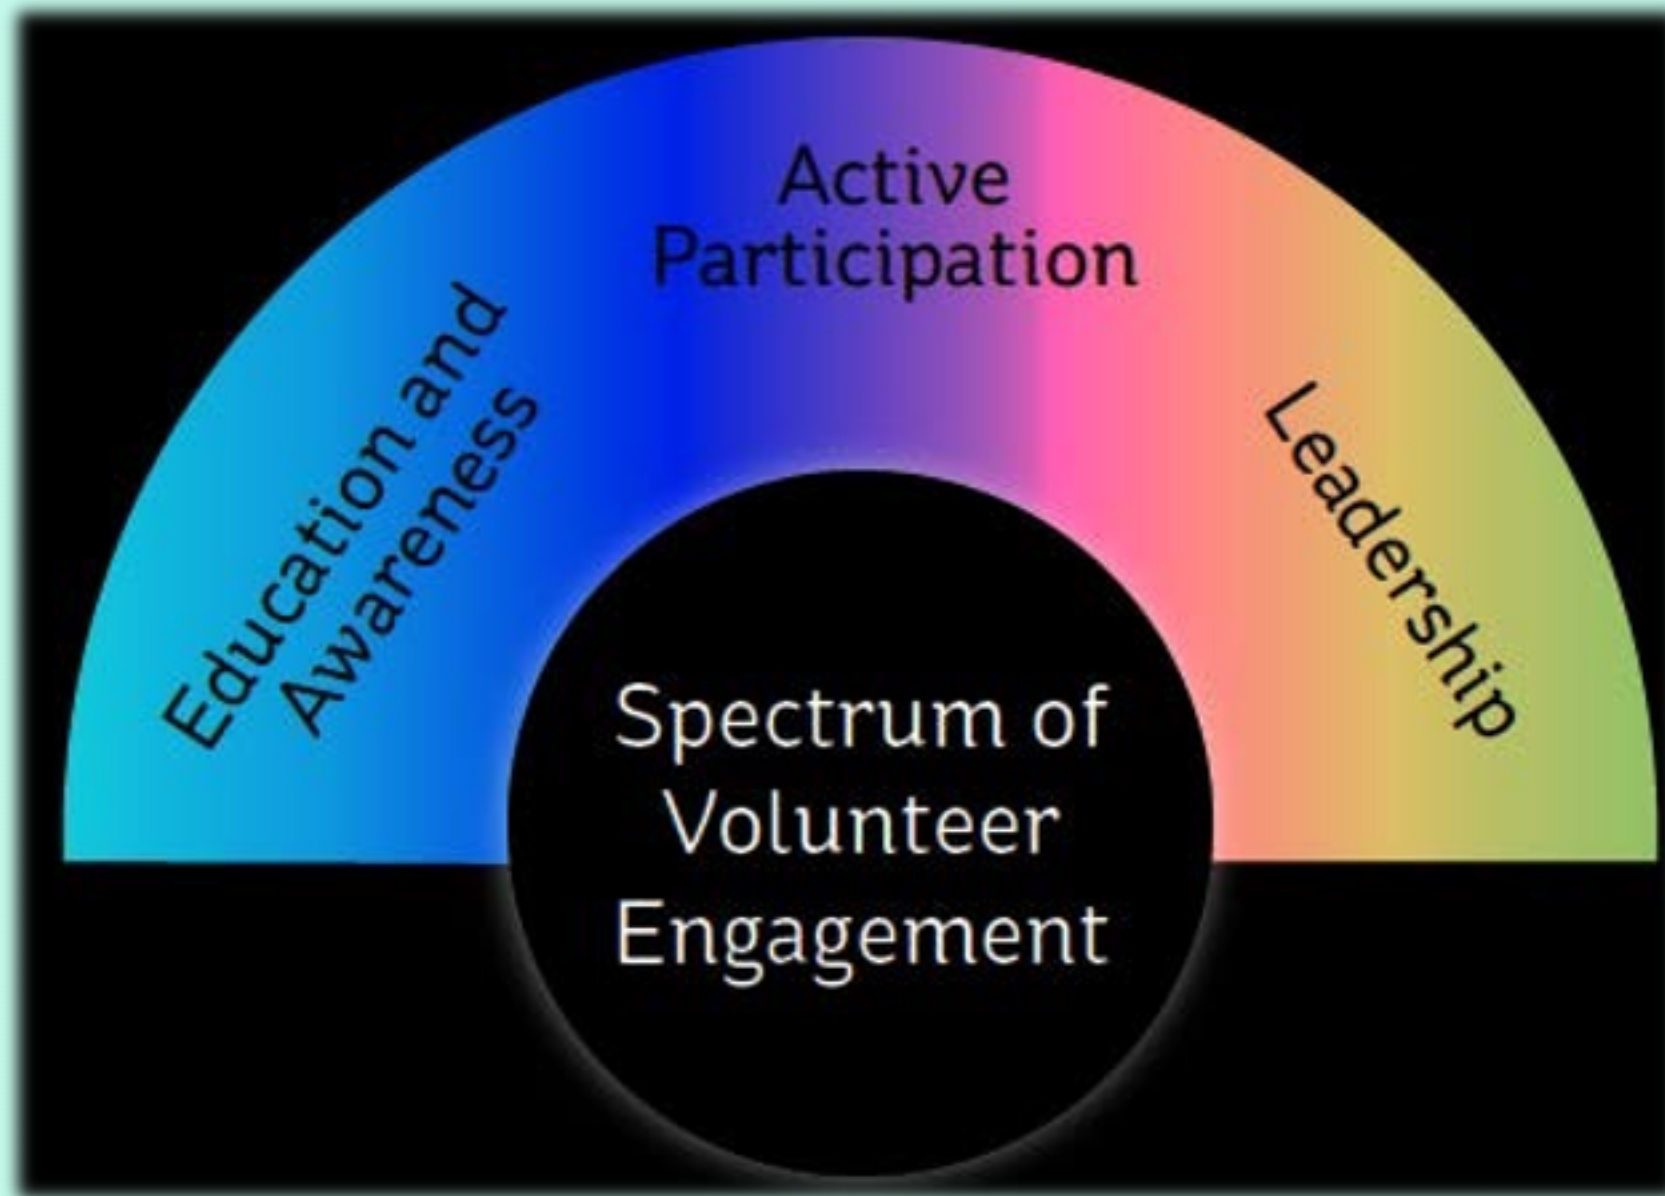 Education and
Awareness
Active
Participation
Leadership
Spectrum of
Volunteer
Engagement